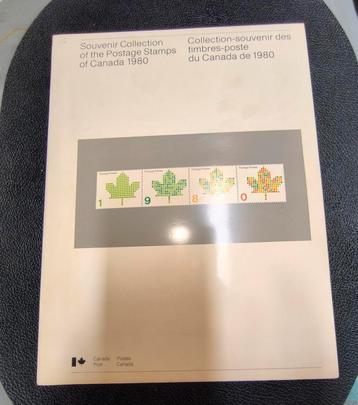 Souvenir Collection
of the Postage Stamps
of Canada 1980
Collection-souvenir des
timbres-poste
du Canada de 1980
1 9 8 0
Canada Postes
Post Canada